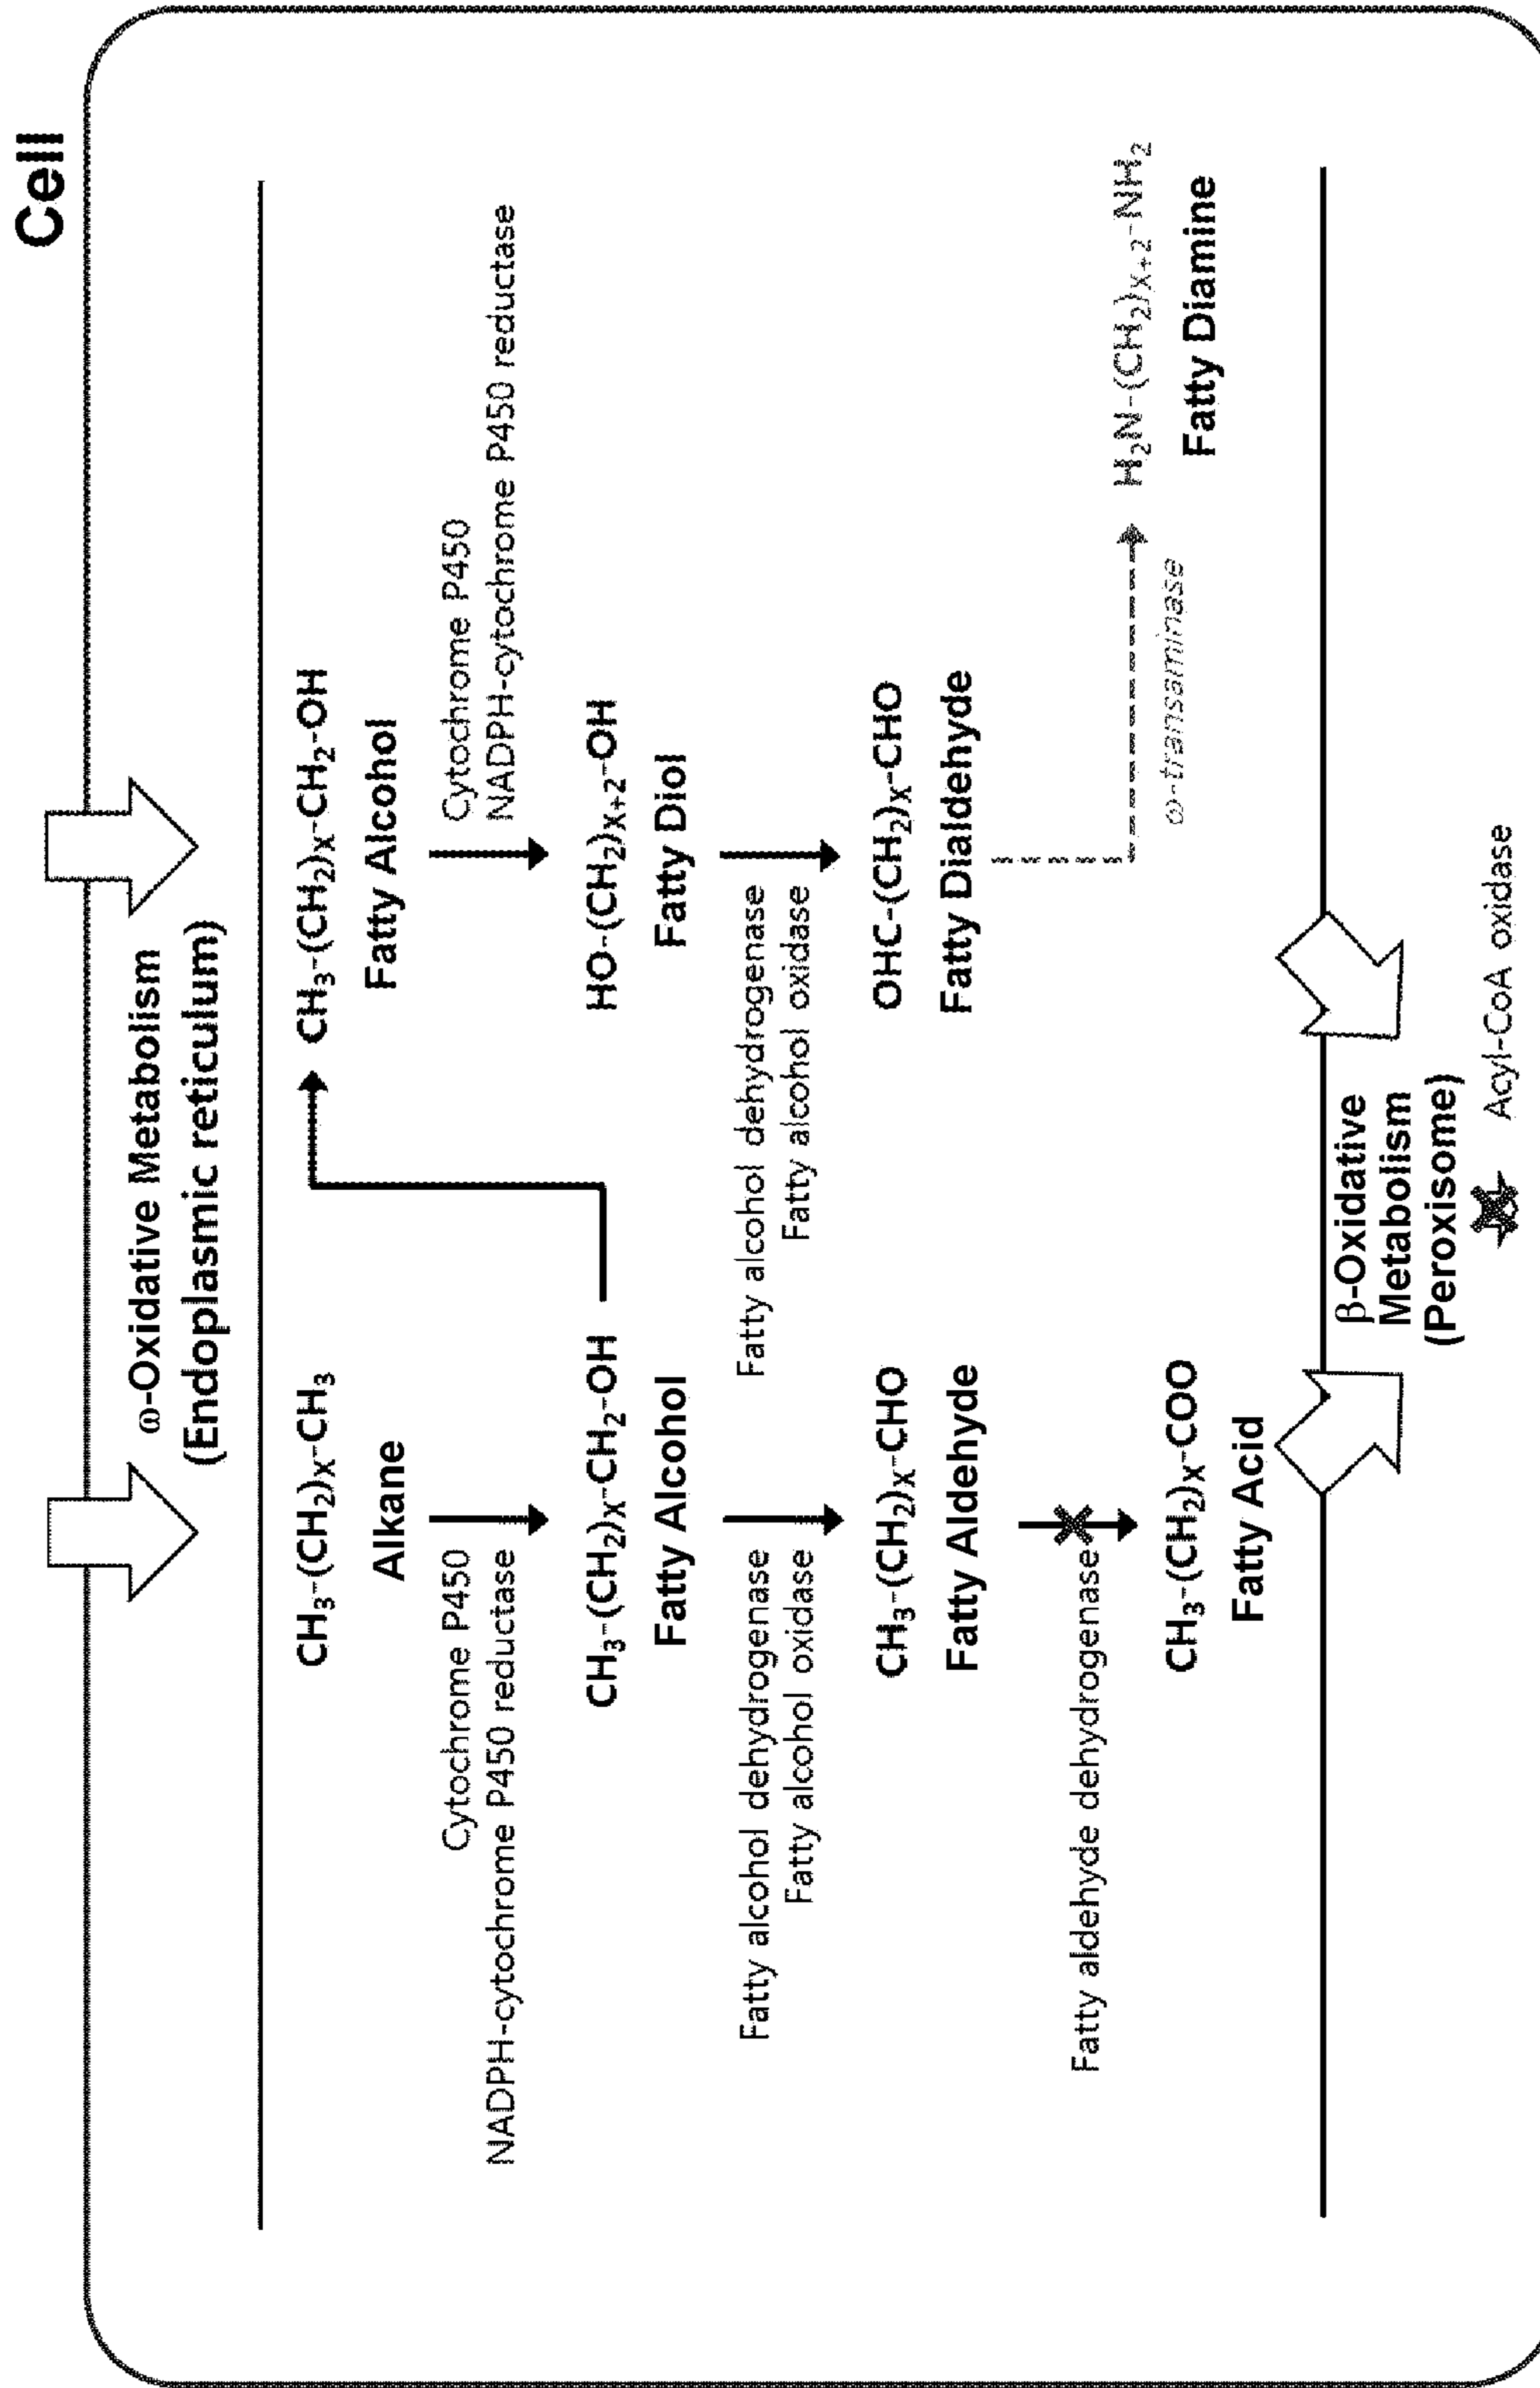 Cell
ω-Oxidative Metabolism
(Endoplasmic reticulum)
CH₃-(CH₂)ₓ-CH₃
Alkane
Cytochrome P450
NADPH-cytochrome P450 reductase
CH₃-(CH₂)ₓ-CH₂-OH
Fatty Alcohol
Fatty alcohol dehydrogenase
Fatty alcohol oxidase
CH₃-(CH₂)ₓ-CHO
Fatty Aldehyde
Fatty aldehyde dehydrogenase
CH₃-(CH₂)ₓ-COO
Fatty Acid
CH₃-(CH₂)ₓ-CH₂-OH
Fatty Alcohol
Cytochrome P450
NADPH-cytochrome P450 reductase
HO-(CH₂)ₓ₊₂-OH
Fatty Diol
Fatty alcohol dehydrogenase
Fatty alcohol oxidase
OHC-(CH₂)ₓ-CHO
Fatty Dialdehyde
ω-transaminase
H₂N-(CH₂)ₓ₊₂-NH₂
Fatty Diamine
β-Oxidative
Metabolism
(Peroxisome)
Acyl-CoA oxidase